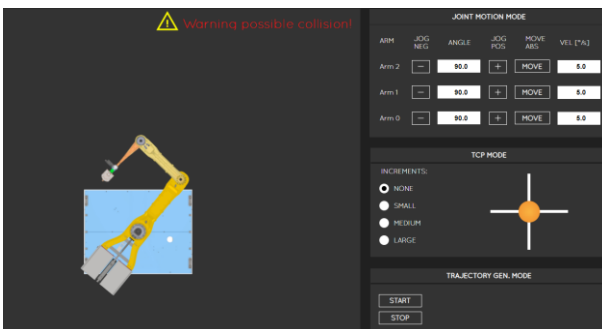 Warning possible collision!
JOINT MOTION MODE
ARM JOG NEG ANGLE JOG POS MOVE ABS VEL [°/s]
Arm 2 − 90.0 + MOVE 5.0
Arm 1 − 90.0 + MOVE 5.0
Arm 0 − 90.0 + MOVE 5.0
TCP MODE
INCREMENTS:
NONE
SMALL
MEDIUM
LARGE
TRAJECTORY GEN. MODE
START
STOP